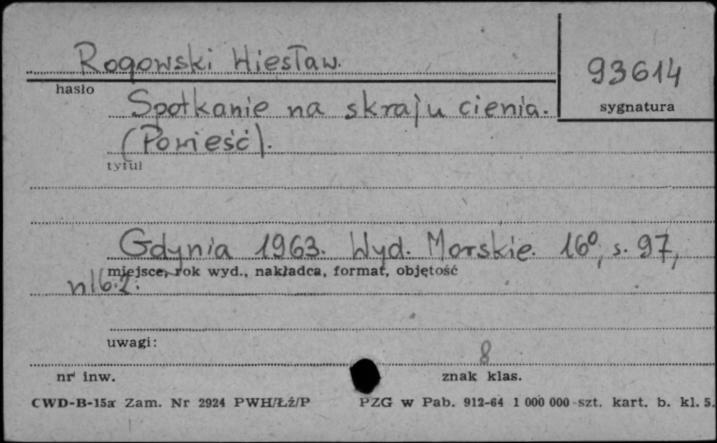 Rogowski Wiesław.
93614
hasło
sygnatura
Spotkanie na skraju cienia.
(Powieść).
tytuł
Gdynia 1963. Wyd. Morskie. 16⁰, s. 97,
miejsce, rok wyd., nakładca, format, objętość
nlb. 2.
uwagi:
8
nr inw.
znak klas.
CWD-B-15a Zam. Nr 2924 PWH/Łź/P PZG w Pab. 912-64 1 000 000 szt. kart. b. kl. 5.